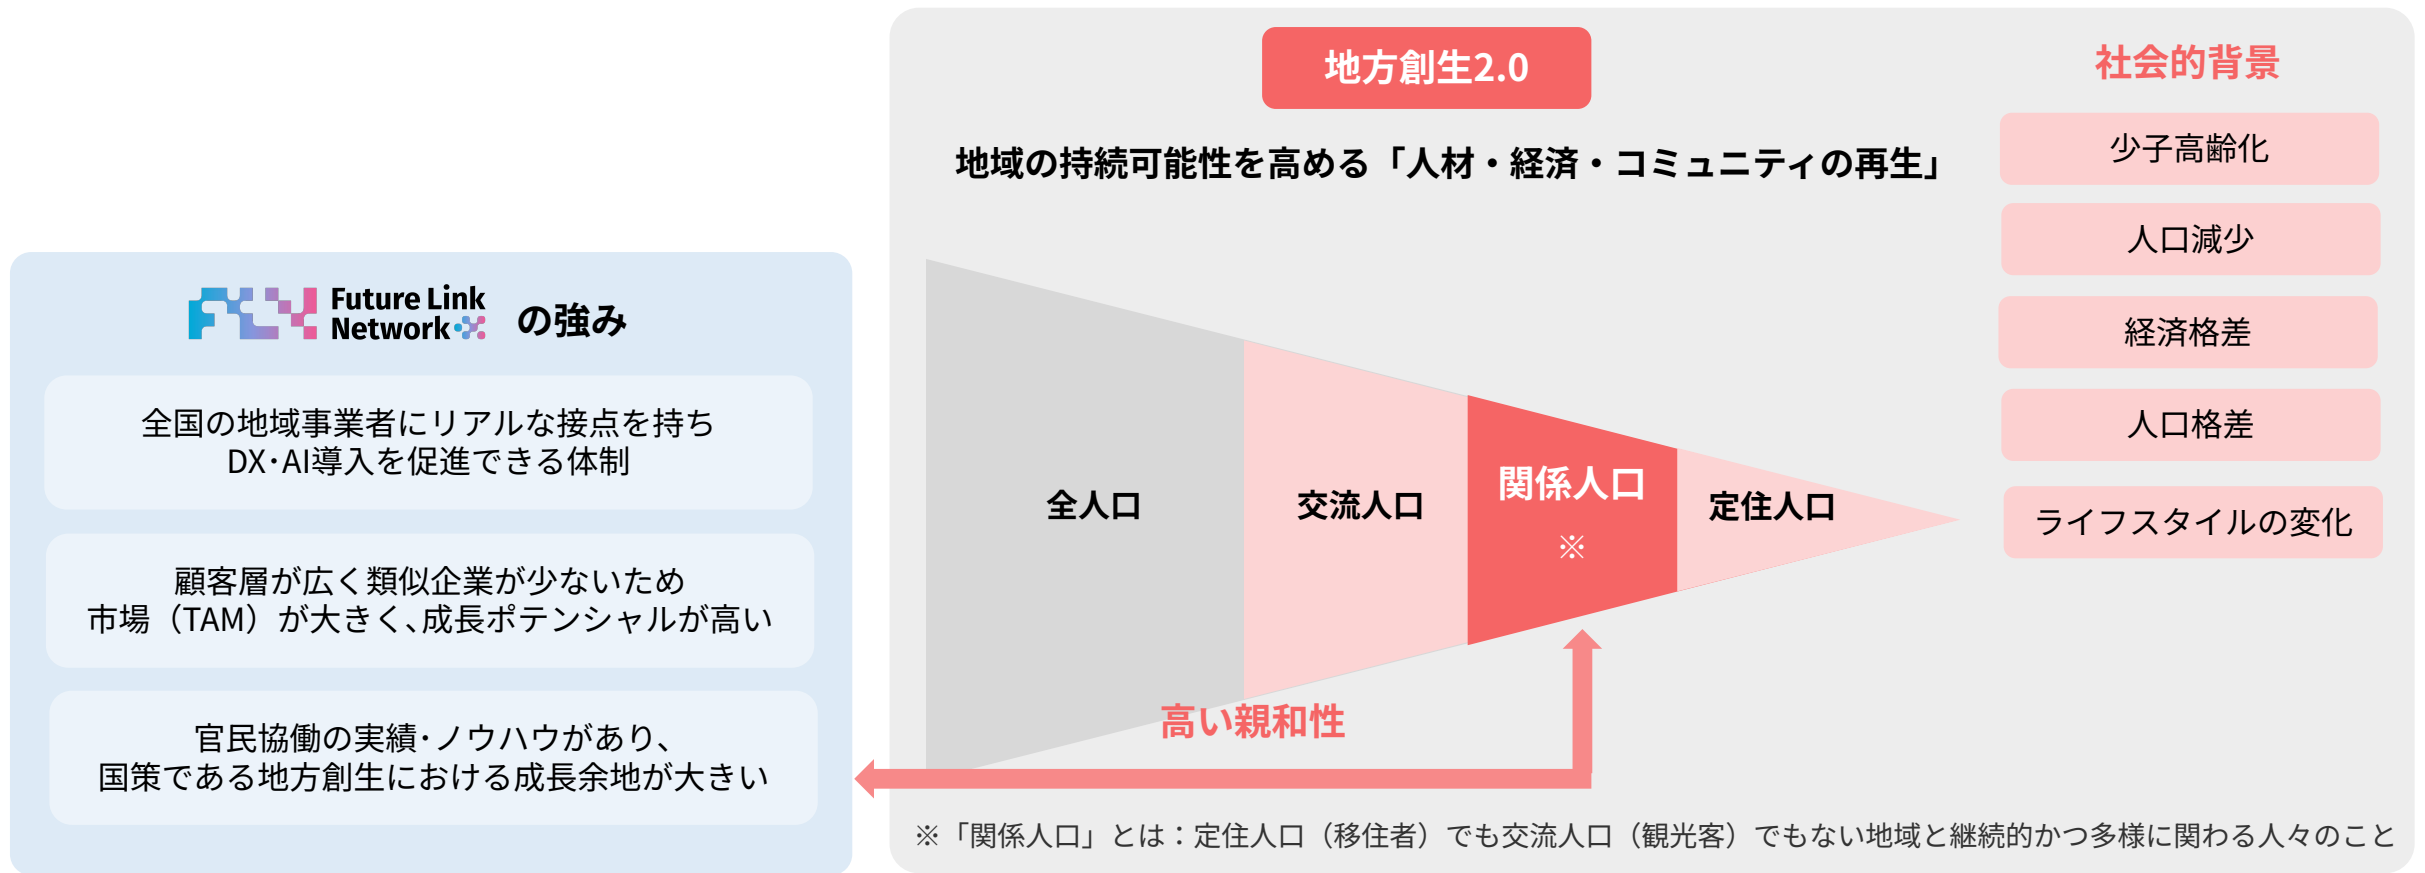 地方創生2.0
地域の持続可能性を高める「人材・経済・コミュニティの再生」
社会的背景
少子高齢化
人口減少
経済格差
人口格差
ライフスタイルの変化
Future Link
Network
の強み
全国の地域事業者にリアルな接点を持ち
DX･AI導入を促進できる体制
顧客層が広く類似企業が少ないため
市場（TAM）が大きく､成長ポテンシャルが高い
官民協働の実績･ノウハウがあり､
国策である地方創生における成長余地が大きい
全人口
交流人口
関係人口
※
定住人口
高い親和性
※「関係人口」とは：定住人口（移住者）でも交流人口（観光客）でもない地域と継続的かつ多様に関わる人々のこと